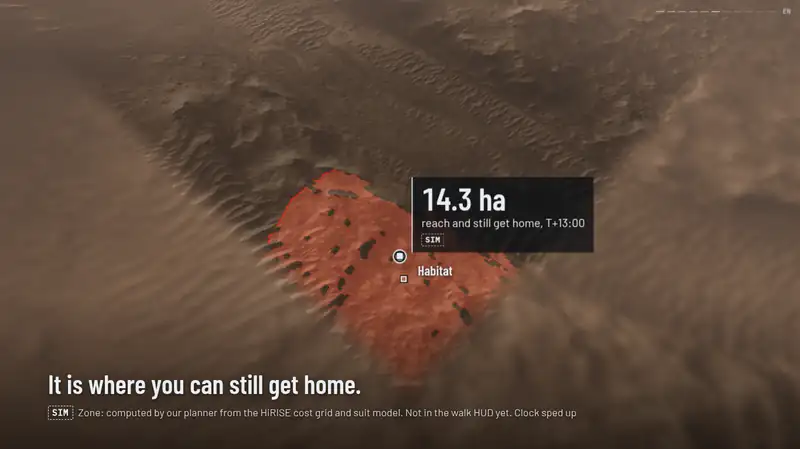 EN
14.3 ha
reach and still get home, T+13:00
SIM
Habitat
It is where you can still get home.
SIM Zone: computed by our planner from the HiRISE cost grid and suit model. Not in the walk HUD yet. Clock sped up